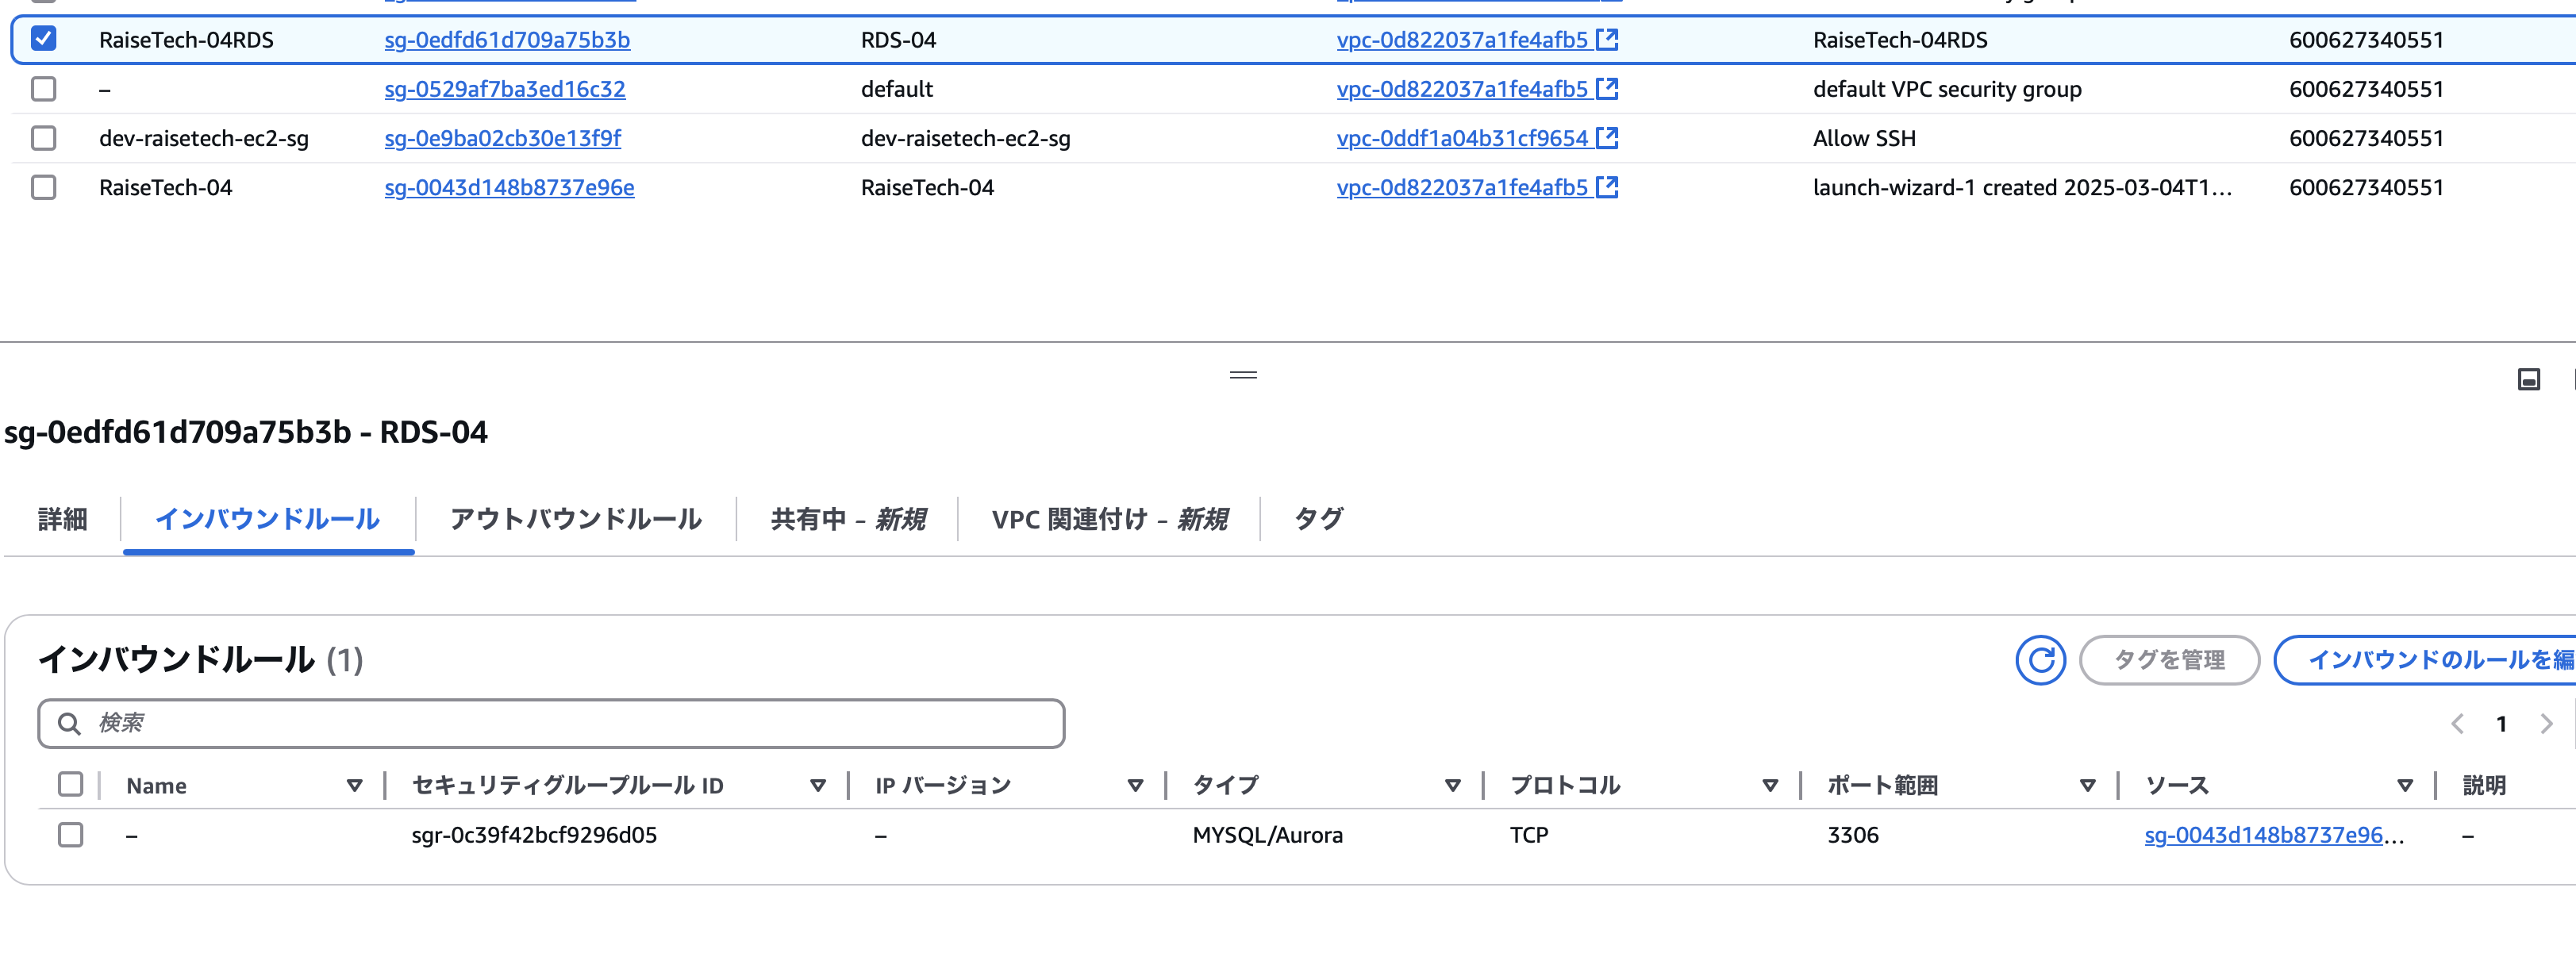 RaiseTech-04RDS sg-0edfd61d709a75b3b RDS-04 vpc-0d822037a1fe4afb5 RaiseTech-04RDS 600627340551
– sg-0529af7ba3ed16c32 default vpc-0d822037a1fe4afb5 default VPC security group 600627340551
dev-raisetech-ec2-sg sg-0e9ba02cb30e13f9f dev-raisetech-ec2-sg vpc-0ddf1a04b31cf9654 Allow SSH 600627340551
RaiseTech-04 sg-0043d148b8737e96e RaiseTech-04 vpc-0d822037a1fe4afb5 launch-wizard-1 created 2025-03-04T1... 600627340551
sg-0edfd61d709a75b3b - RDS-04
詳細 インバウンドルール アウトバウンドルール 共有中 – 新規 VPC 関連付け – 新規 タグ
インバウンドルール (1) タグを管理 インバウンドのルールを編
検索 1
Name セキュリティグループルール ID IP バージョン タイプ プロトコル ポート範囲 ソース 説明
– sgr-0c39f42bcf9296d05 – MYSQL/Aurora TCP 3306 sg-0043d148b8737e96... –